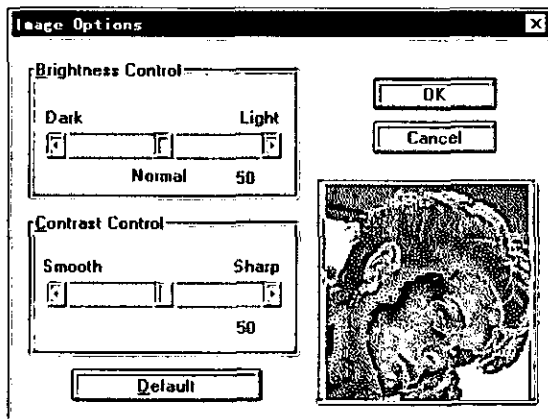 Image Options
Brightness Control
Dark Light
Normal 50
Contrast Control
Smooth Sharp
50
Default
OK
Cancel